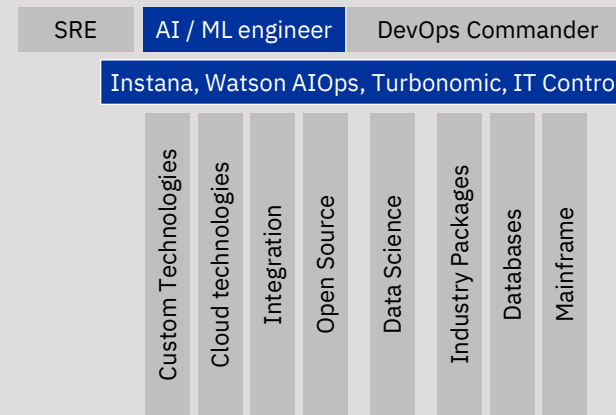 SRE
AI / ML engineer
DevOps Commander
Instana, Watson AIOps, Turbonomic, IT Contro
Custom Technologies
Cloud technologies
Integration
Open Source
Data Science
Industry Packages
Databases
Mainframe